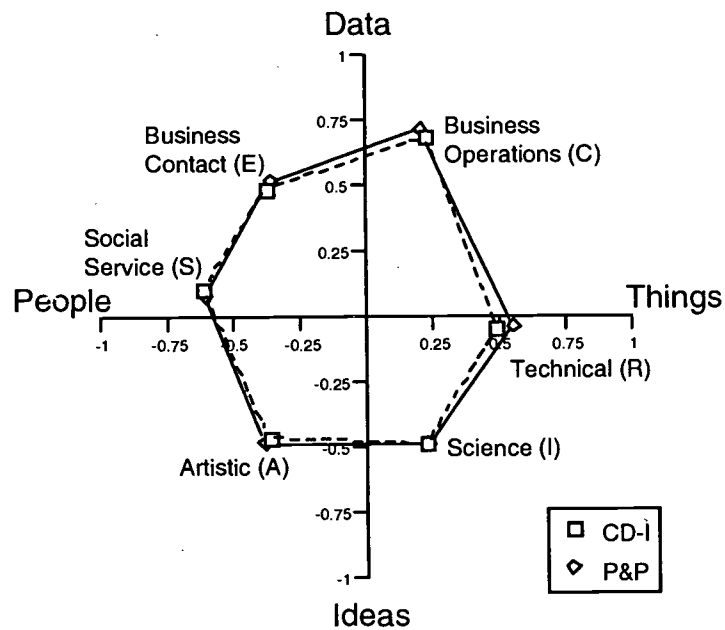 Data
1
0.75
Business
Operations (C)
Business
Contact (E)
0.5
Social
Service (S)
0.25
People
Things
-1
-0.75
-0.5
-0.25
0.25
0.5
0.75
1
Technical (R)
-0.25
Artistic (A)
-0.5
Science (I)
-0.75
CD-I
P&P
-1
Ideas